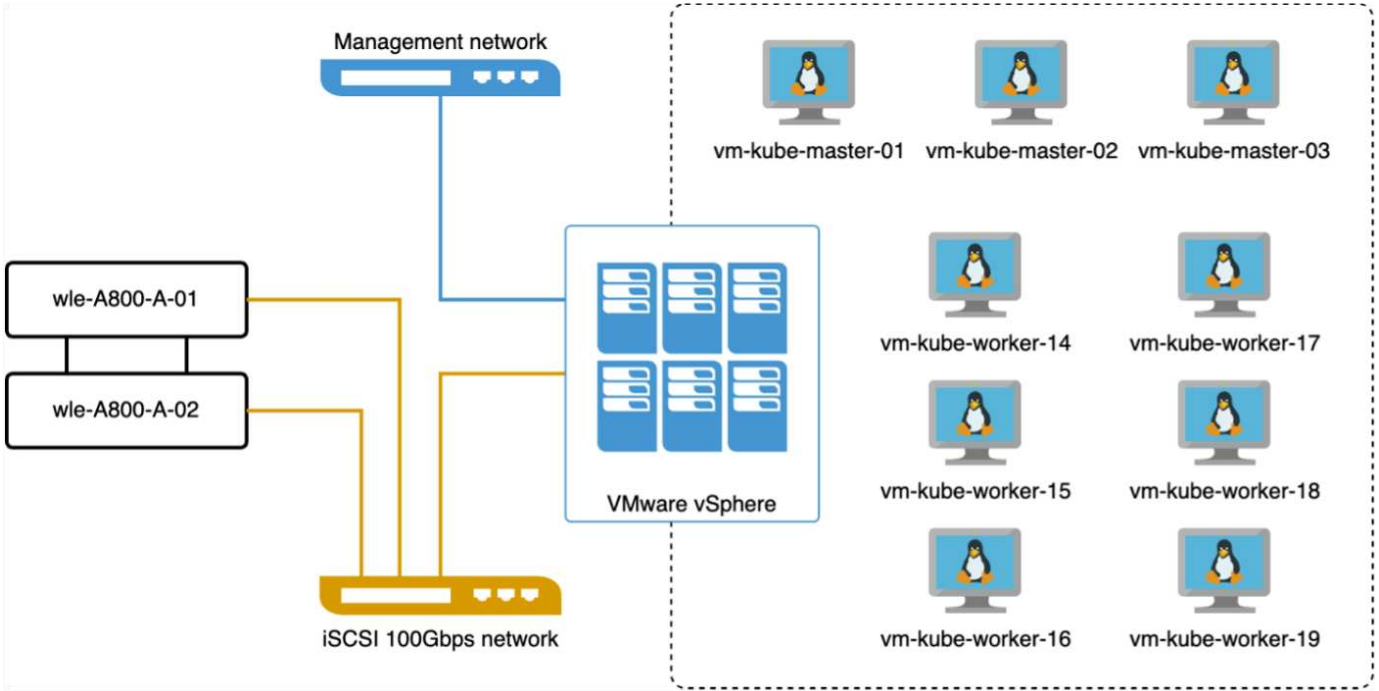 Management network
vm-kube-master-01 vm-kube-master-02 vm-kube-master-03
wle-A800-A-01
wle-A800-A-02
VMware vSphere
iSCSI 100Gbps network
vm-kube-worker-14 vm-kube-worker-17
vm-kube-worker-15 vm-kube-worker-18
vm-kube-worker-16 vm-kube-worker-19